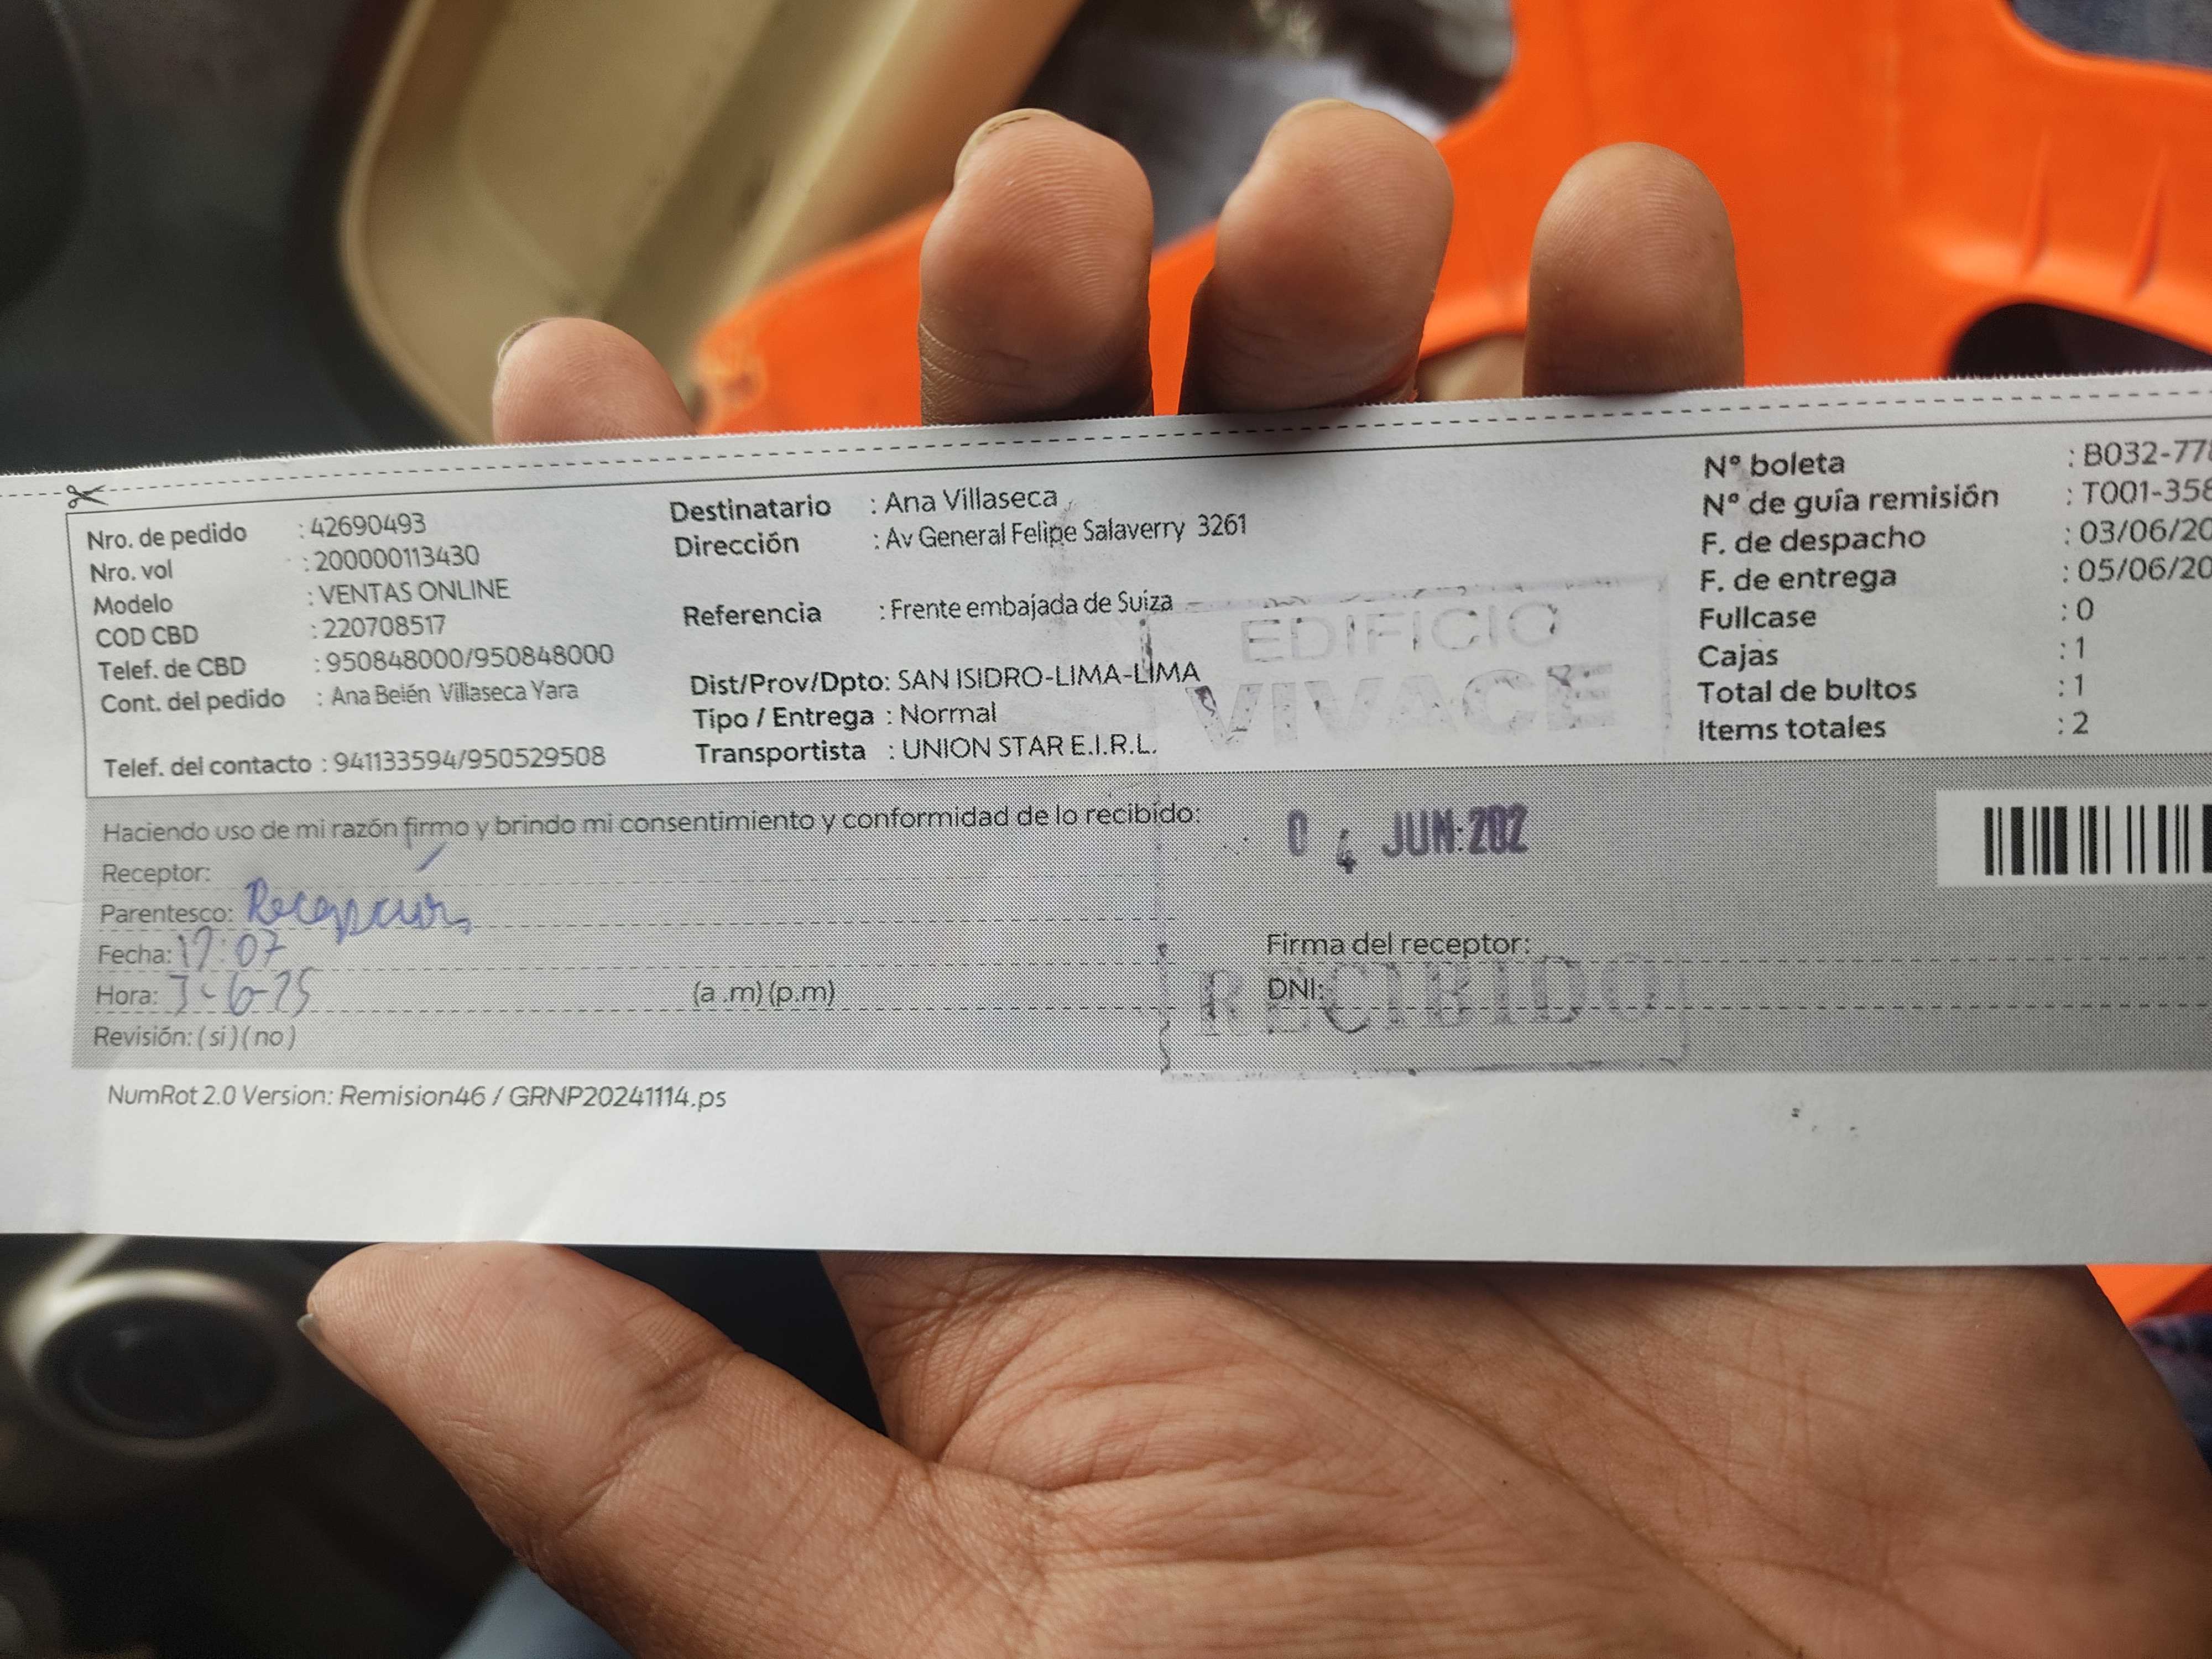 Nro. de pedido : 42690493
Nro. vol : 200000113430
Modelo : VENTAS ONLINE
COD CBD : 220708517
Telef. de CBD : 950848000/950848000
Cont. del pedido : Ana Belén Villaseca Yara
Telef. del contacto : 941133594/950529508
Destinatario : Ana Villaseca
Dirección : Av General Felipe Salaverry 3261
Referencia : Frente embajada de Suiza
Dist/Prov/Dpto: SAN ISIDRO-LIMA-LIMA
Tipo / Entrega : Normal
Transportista : UNION STAR E.I.R.L.
EDIFICIO
VIVACE
N° boleta : B032-77
N° de guía remisión : T001-358
F. de despacho : 03/06/20
F. de entrega : 05/06/20
Fullcase : 0
Cajas : 1
Total de bultos : 1
Items totales : 2
Haciendo uso de mi razón firmo y brindo mi consentimiento y conformidad de lo recibido:
04 JUN:202
Receptor:
Parentesco: Recepción
Fecha: 17:07
Hora: 3-6-25 (a .m) (p.m)
Revisión: ( si ) ( no )
Firma del receptor:
DNI:
RECIBIDO
NumRot 2.0 Version: Remision46 / GRNP20241114.ps